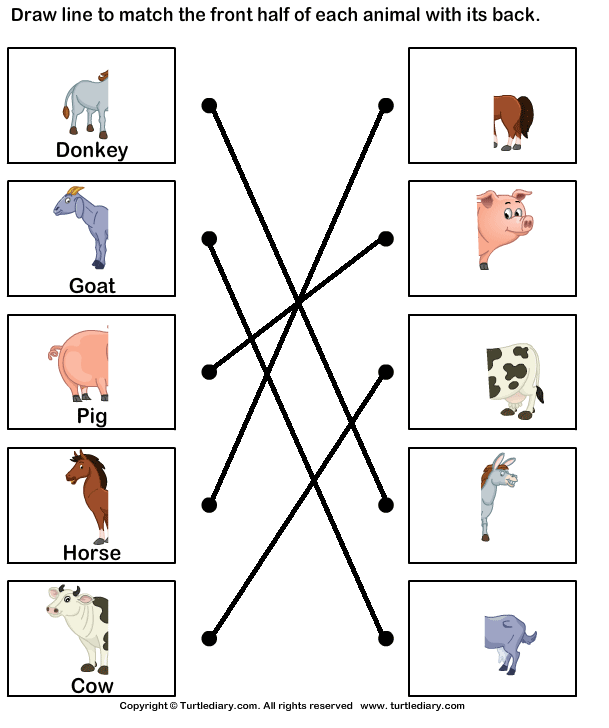 Draw line to match the front half of each animal with its back.
Donkey
Goat
Pig
Horse
Cow
Copyright © Turtlediary.com. All rights reserved   www.turtlediary.com